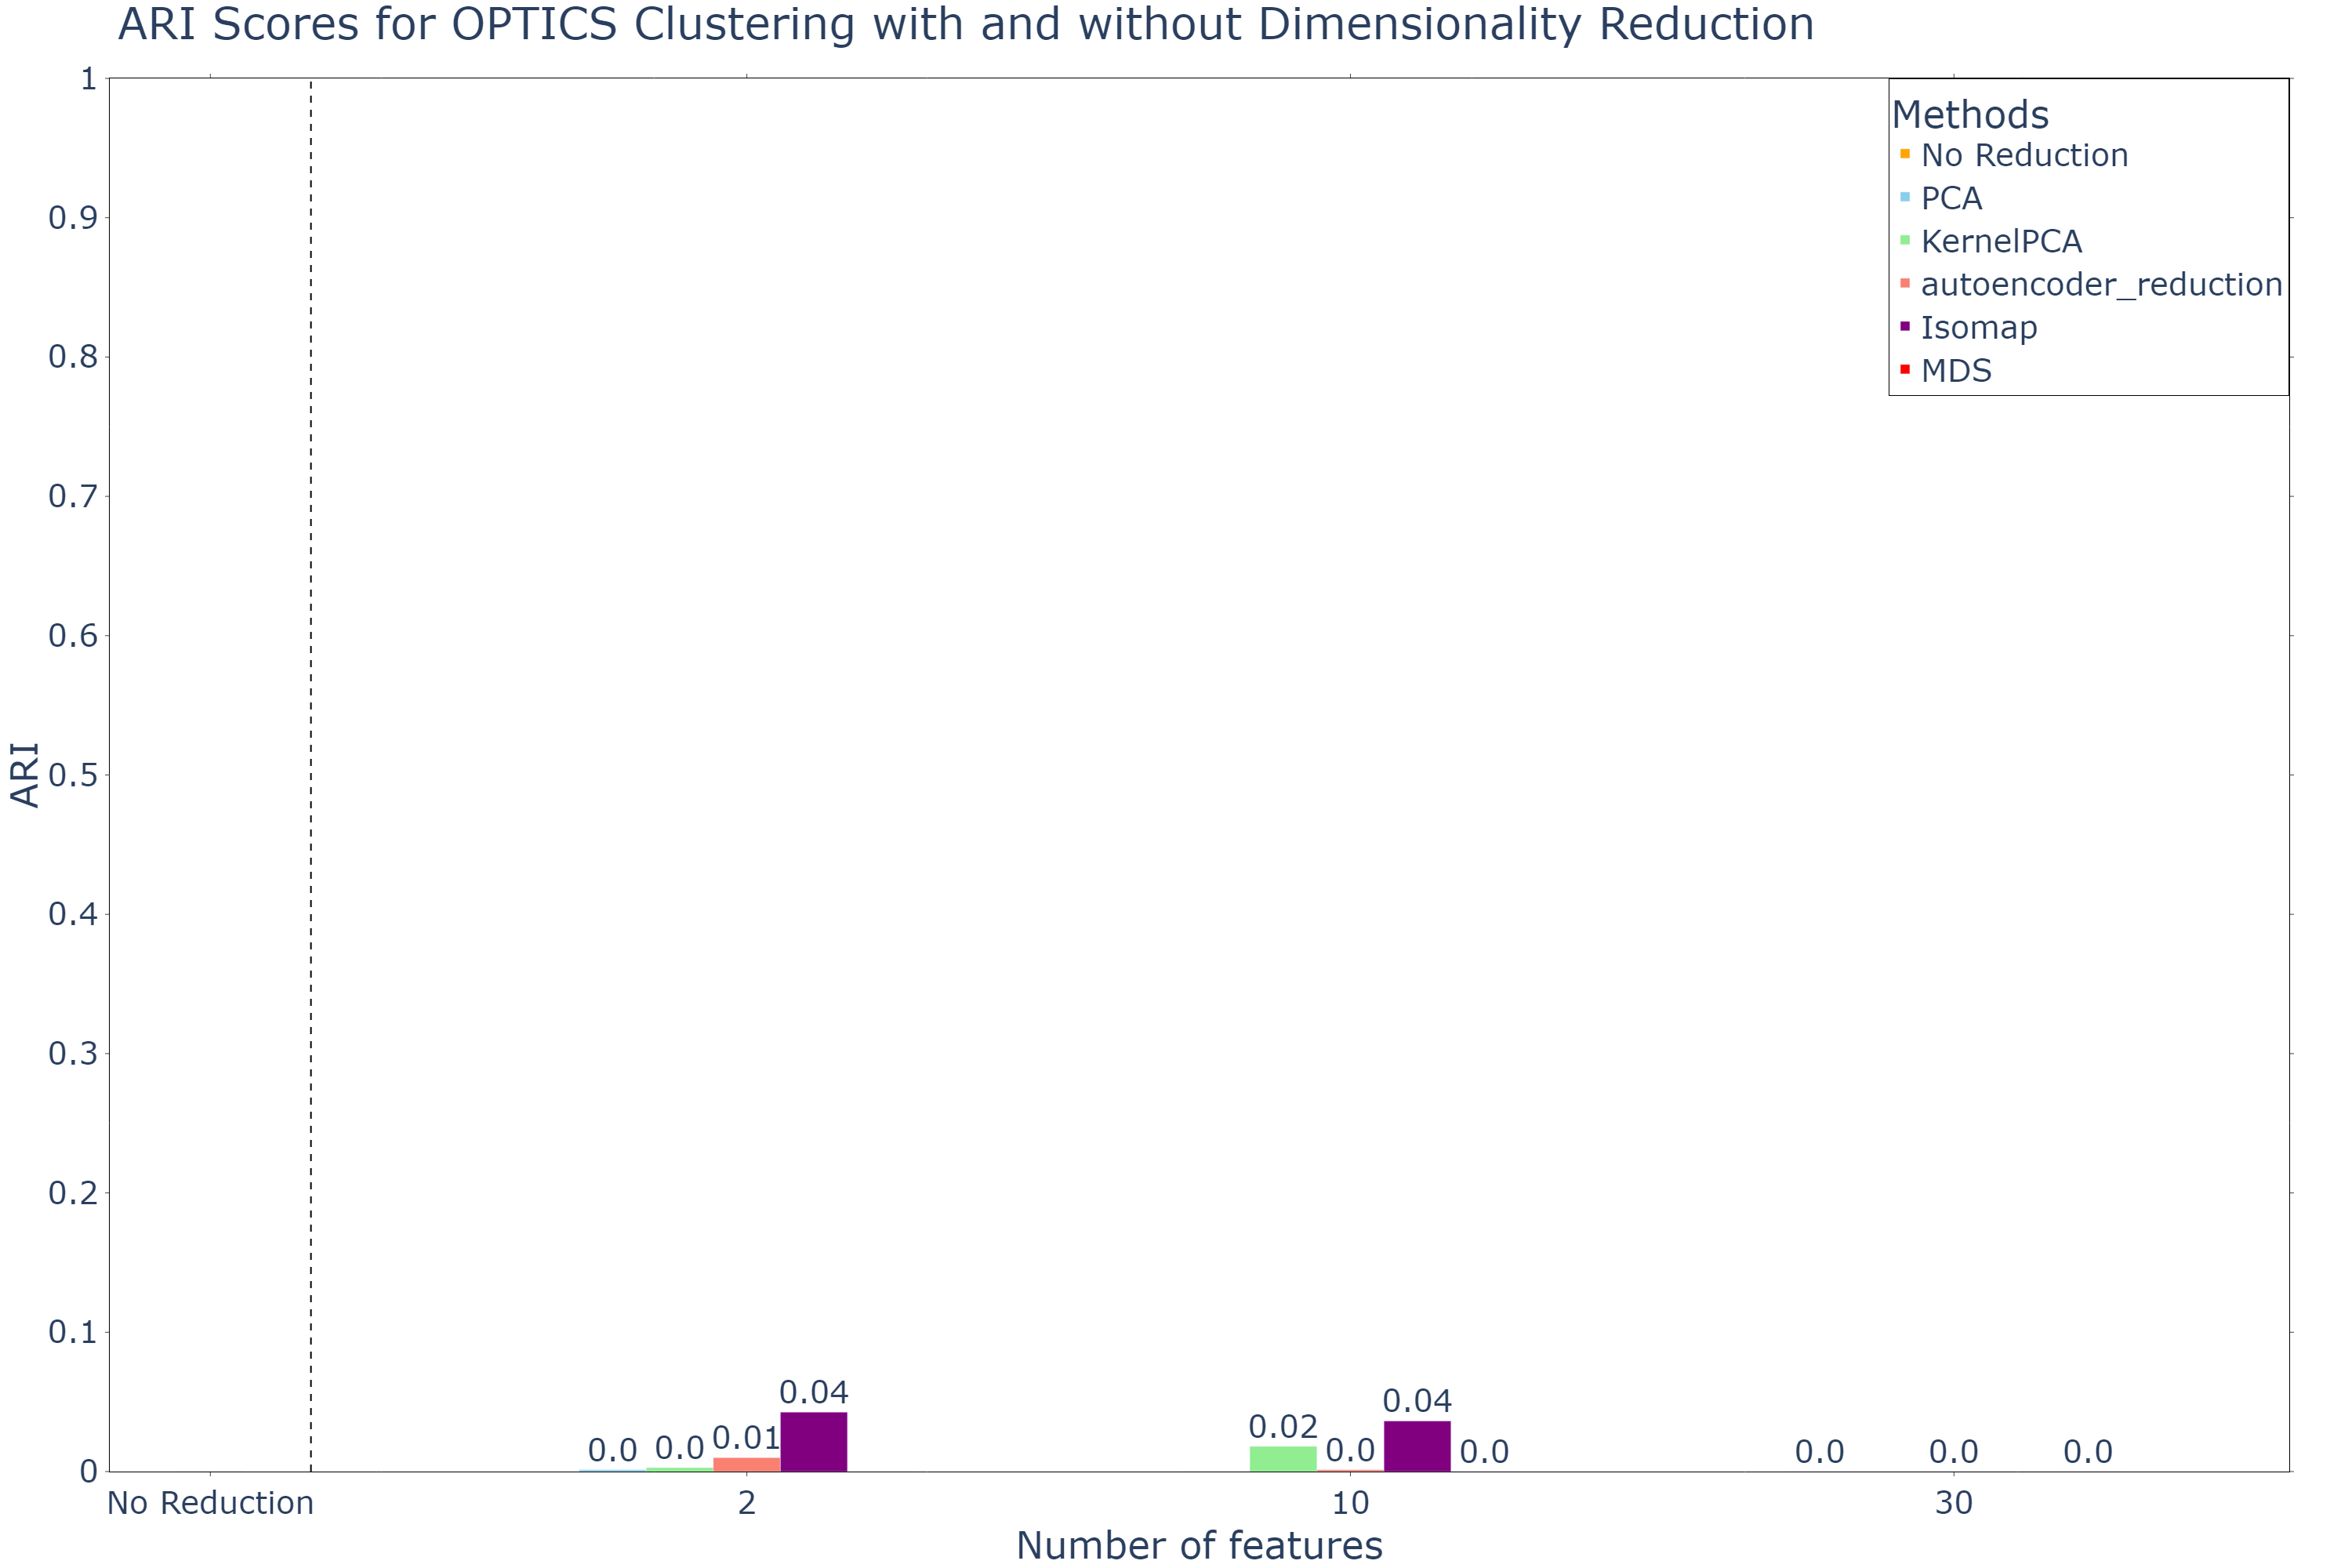 ARI Scores for OPTICS Clustering with and without Dimensionality Reduction
Methods
No Reduction
PCA
KernelPCA
autoencoder_reduction
Isomap
MDS
ARI
1
0.9
0.8
0.7
0.6
0.5
0.4
0.3
0.2
0.1
0
0.0
0.0
0.01
0.04
0.02
0.0
0.04
0.0
0.0
0.0
0.0
No Reduction
2
10
30
Number of features